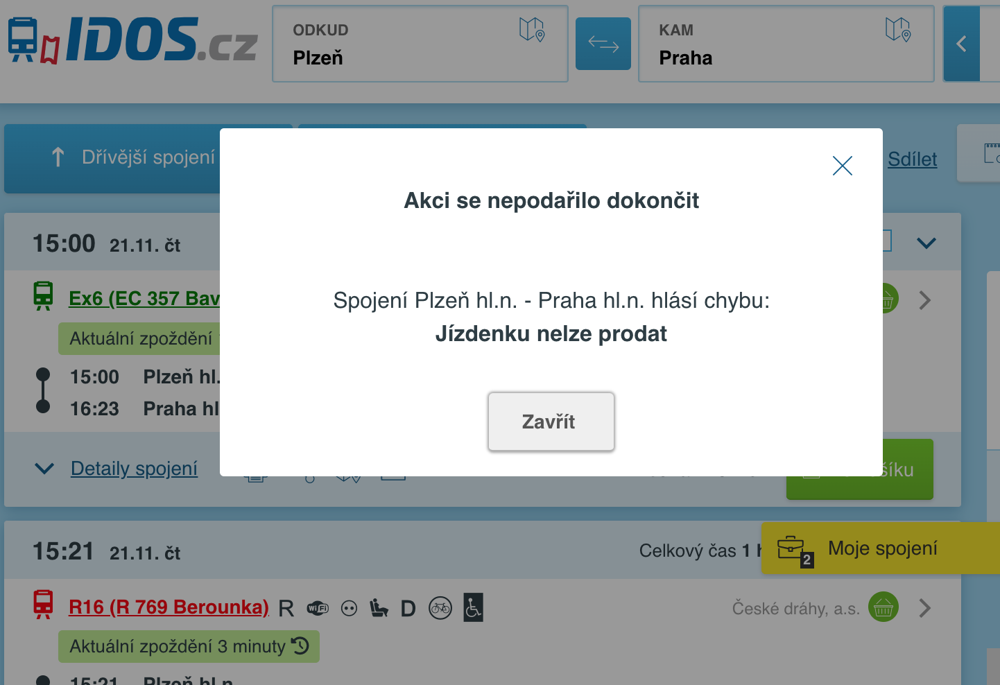 IDOS.cz
ODKUD
Plzeň
KAM
Praha
Dřívější spojení
Sdílet
Akci se nepodařilo dokončit
Spojení Plzeň hl.n. - Praha hl.n. hlásí chybu:
Jízdenku nelze prodat
Zavřít
15:00 21.11. čt
Ex6 (EC 357 Bav
Aktuální zpoždění
15:00 Plzeň hl.
16:23 Praha hl
Detaily spojení
šíku
15:21 21.11. čt
Celkový čas 1 h
2 Moje spojení
R16 (R 769 Berounka) R WiFi D
České dráhy, a.s.
Aktuální zpoždění 3 minuty
15:21 Plzeň hl.n.